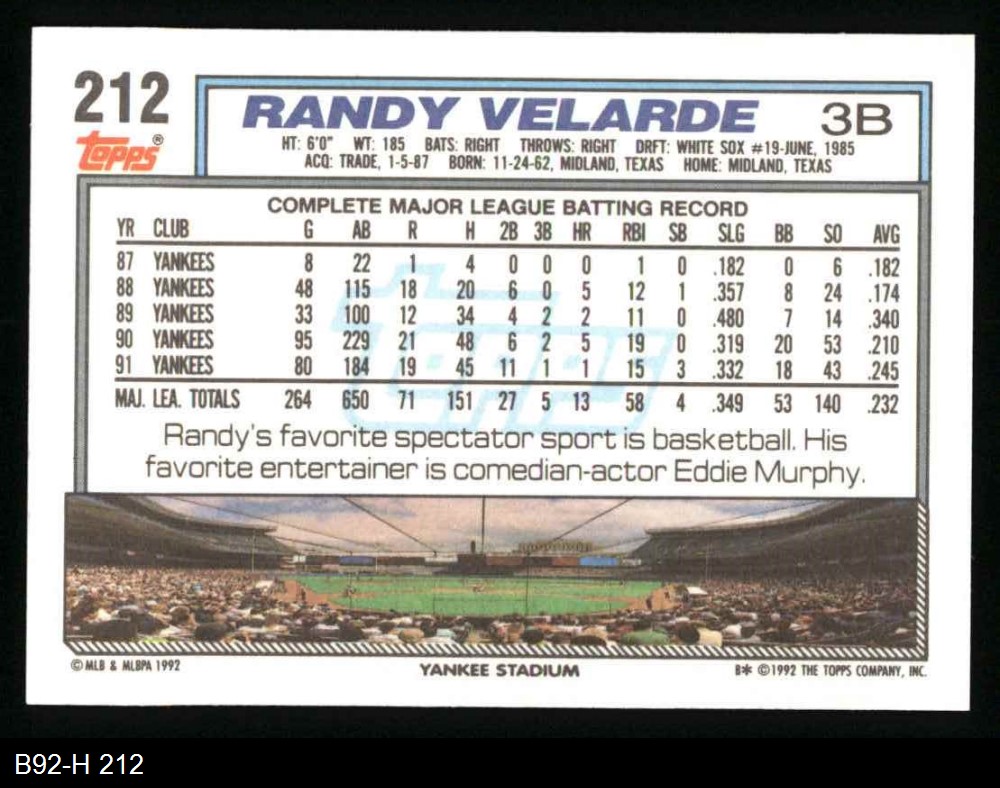 212
Topps®
RANDY VELARDE 3B
HT: 6'0" WT: 185 BATS: RIGHT THROWS: RIGHT DRFT: WHITE SOX #19-JUNE, 1985
ACQ: TRADE, 1-5-87 BORN: 11-24-62, MIDLAND, TEXAS HOME: MIDLAND, TEXAS
COMPLETE MAJOR LEAGUE BATTING RECORD
YR CLUB G AB R H 2B 3B HR RBI SB SLG BB SO AVG
87 YANKEES 8 22 1 4 0 0 0 1 0 .182 0 6 .182
88 YANKEES 48 115 18 20 6 0 5 12 1 .357 8 24 .174
89 YANKEES 33 100 12 34 4 2 2 11 0 .480 7 14 .340
90 YANKEES 95 229 21 48 6 2 5 19 0 .319 20 53 .210
91 YANKEES 80 184 19 45 11 1 1 15 3 .332 18 43 .245
MAJ. LEA. TOTALS 264 650 71 151 27 5 13 58 4 .349 53 140 .232
Topps
Randy's favorite spectator sport is basketball. His
favorite entertainer is comedian-actor Eddie Murphy.
© MLB & MLBPA 1992
YANKEE STADIUM
B* ©1992 THE TOPPS COMPANY, INC.
B92-H 212